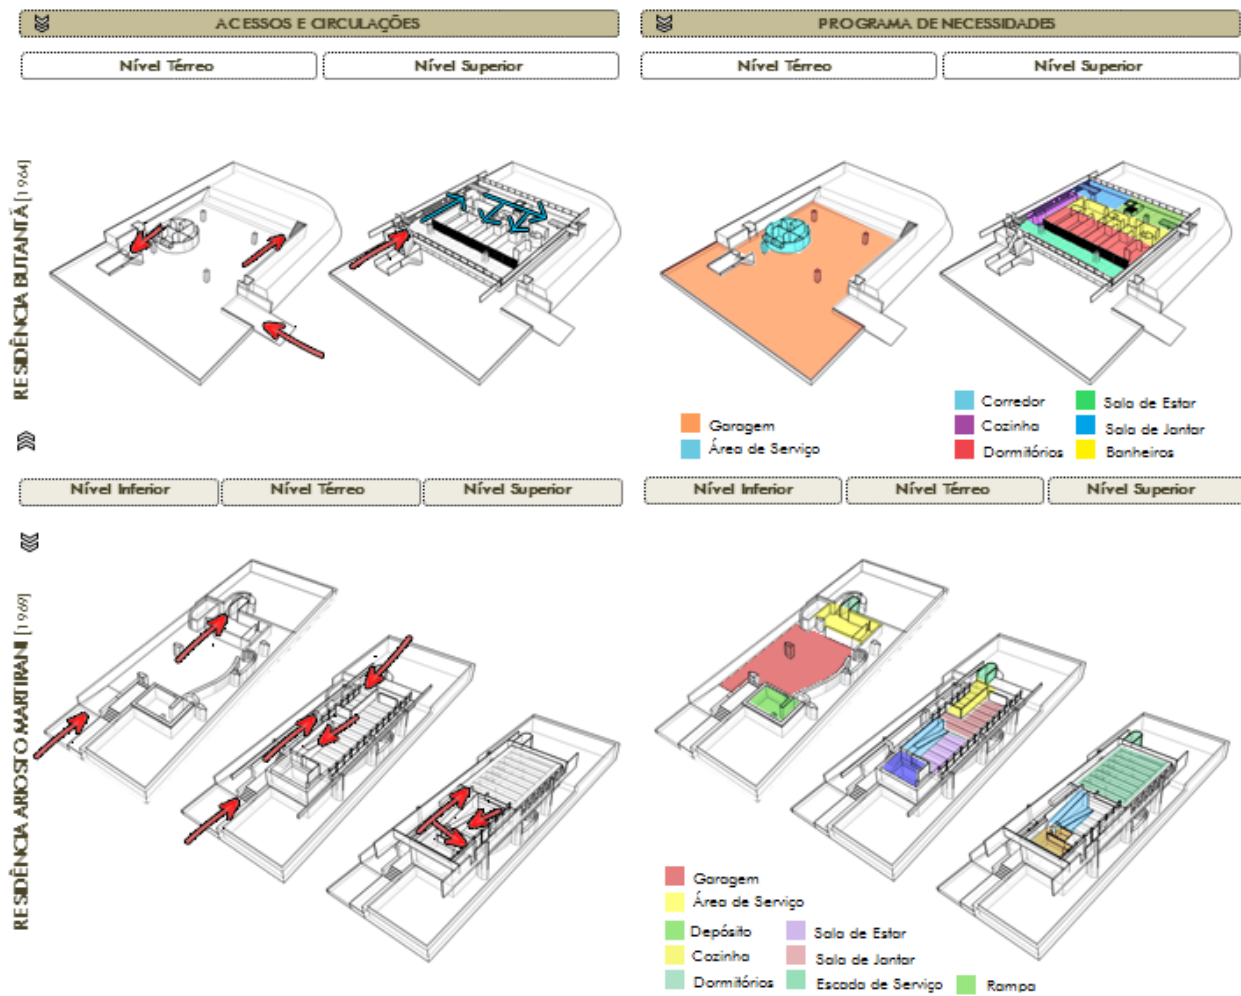 ACESSOS E CIRCULAÇÕES
PROGRAMA DE NECESSIDADES
Nível Térreo
Nível Superior
Nível Térreo
Nível Superior
RESIDÊNCIA BUTANTÃ [1964]
Garagem
Área de Serviço
Corredor
Cozinha
Dormitórios
Sala de Estar
Sala de Jantar
Banheiros
Nível Inferior
Nível Térreo
Nível Superior
Nível Inferior
Nível Térreo
Nível Superior
RESIDÊNCIA ARIOSTO MARTIRANI [1969]
Garagem
Área de Serviço
Depósito
Cozinha
Dormitórios
Sala de Estar
Sala de Jantar
Escada de Serviço
Rampa